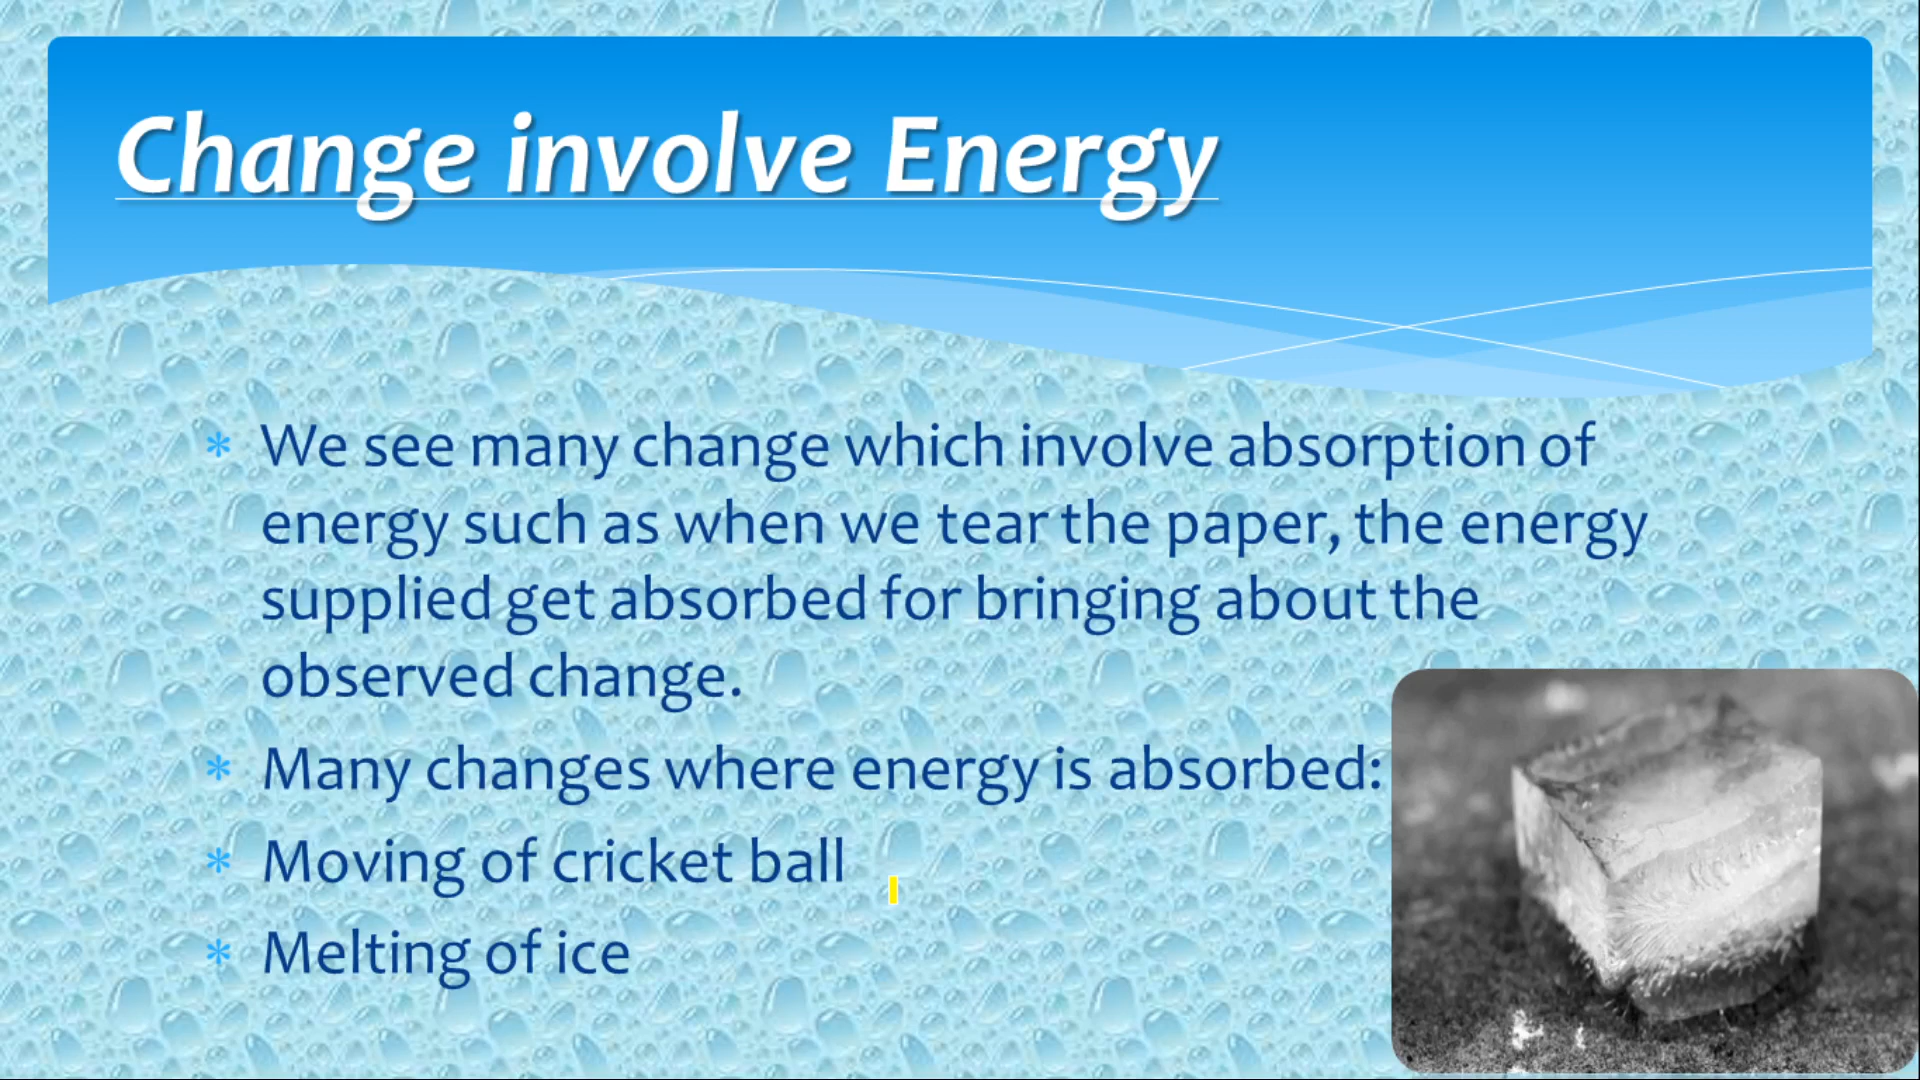 Change involve Energy
* We see many change which involve absorption of
energy such as when we tear the paper, the energy
supplied get absorbed for bringing about the
observed change.
* Many changes where energy is absorbed:
* Moving of cricket ball
* Melting of ice